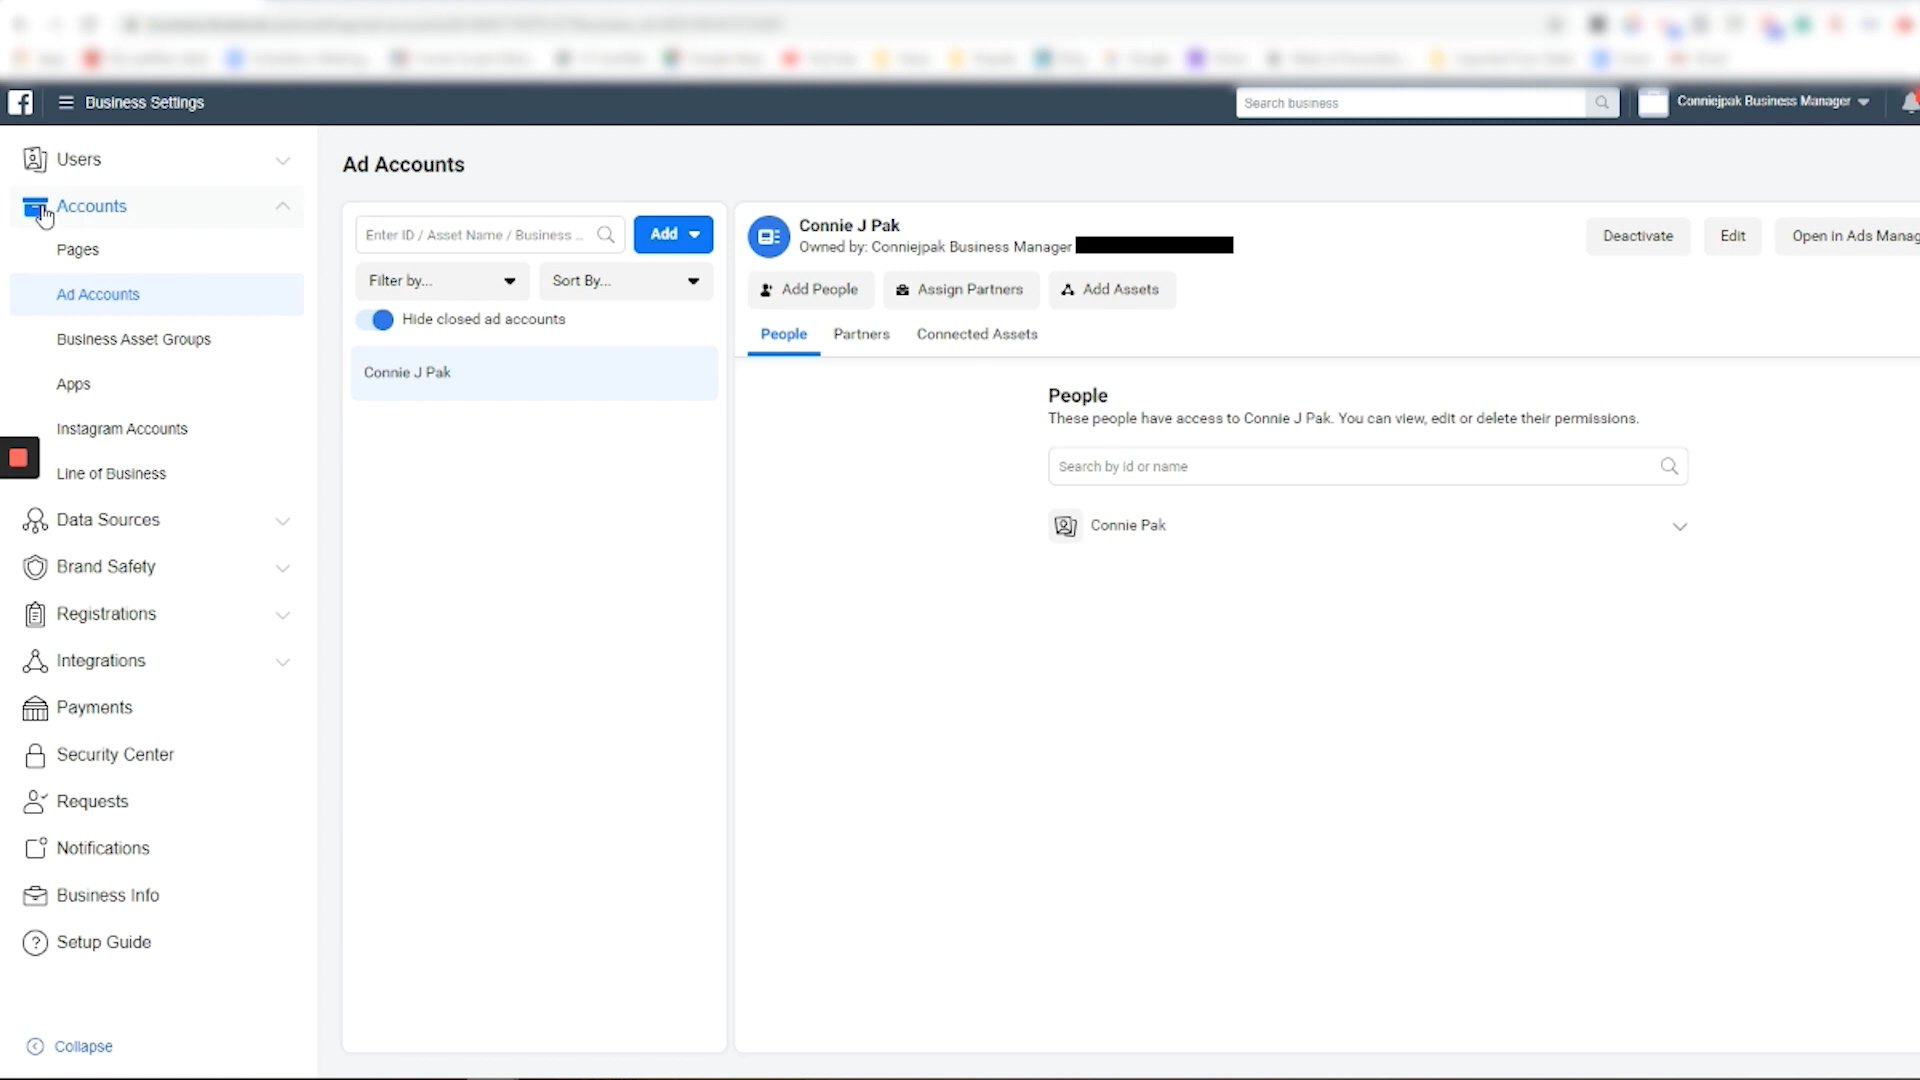 Business Settings
Search business
Conniejpak Business Manager
Users
Accounts
Pages
Ad Accounts
Business Asset Groups
Apps
Instagram Accounts
Line of Business
Data Sources
Brand Safety
Registrations
Integrations
Payments
Security Center
Requests
Notifications
Business Info
Setup Guide
Collapse
Ad Accounts
Enter ID / Asset Name / Business ...
Add
Filter by...
Sort By...
Hide closed ad accounts
Connie J Pak
Connie J Pak
Owned by: Conniejpak Business Manager
Deactivate
Edit
Open in Ads Manag
Add People
Assign Partners
Add Assets
People
Partners
Connected Assets
People
These people have access to Connie J Pak. You can view, edit or delete their permissions.
Search by id or name
Connie Pak